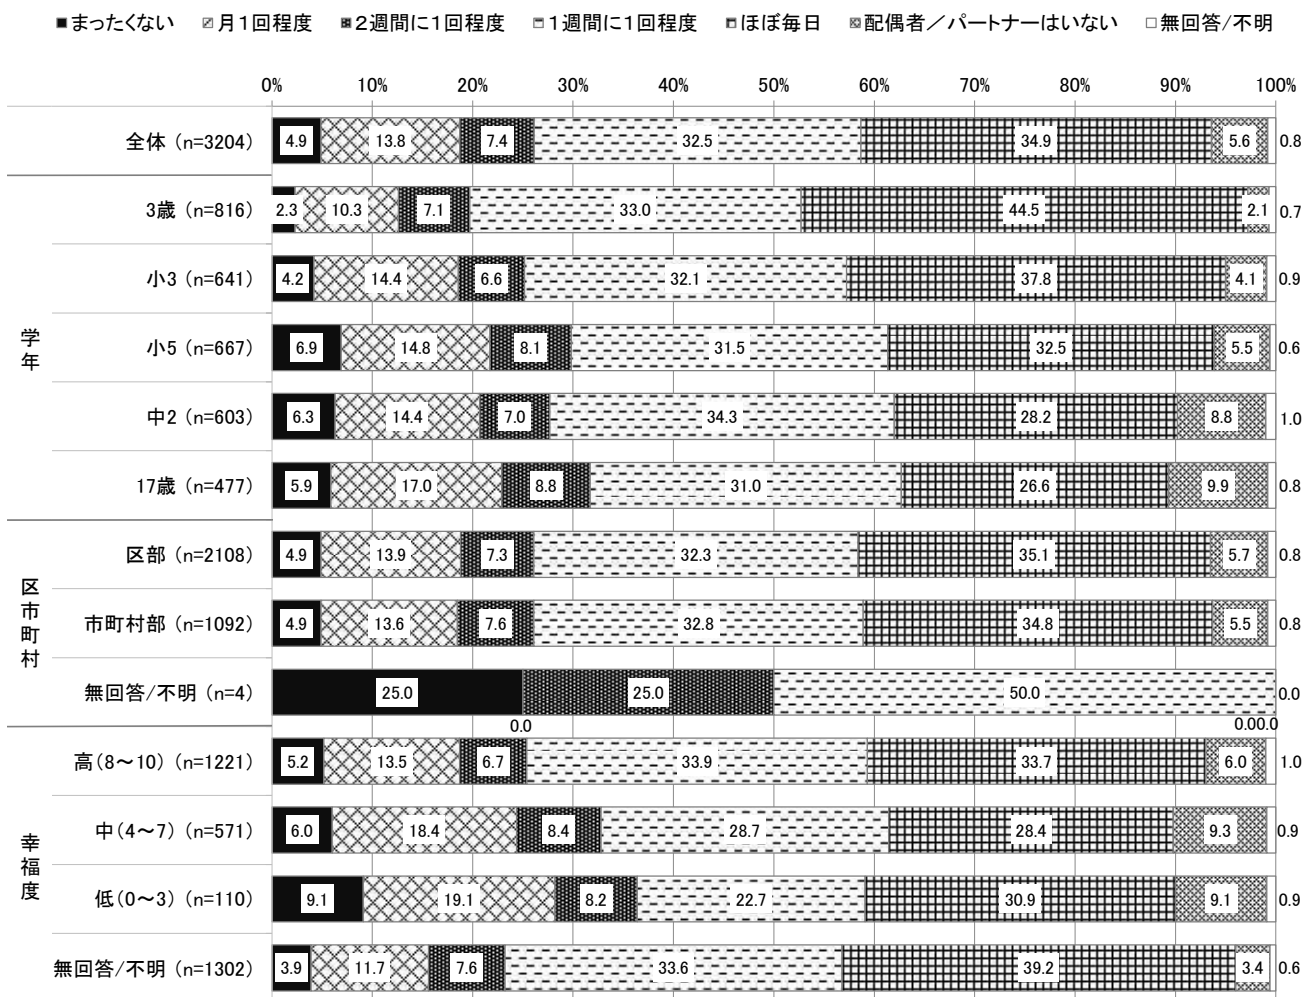 ■まったくない 月1回程度 2週間に1回程度 1週間に1回程度 ほぼ毎日 配偶者／パートナーはいない □無回答/不明
0% 10% 20% 30% 40% 50% 60% 70% 80% 90% 100%
全体 (n=3204) 4.9 13.8 7.4 32.5 34.9 5.6 0.8
学年
3歳 (n=816) 2.3 10.3 7.1 33.0 44.5 2.1 0.7
小3 (n=641) 4.2 14.4 6.6 32.1 37.8 4.1 0.9
小5 (n=667) 6.9 14.8 8.1 31.5 32.5 5.5 0.6
中2 (n=603) 6.3 14.4 7.0 34.3 28.2 8.8 1.0
17歳 (n=477) 5.9 17.0 8.8 31.0 26.6 9.9 0.8
区市町村
区部 (n=2108) 4.9 13.9 7.3 32.3 35.1 5.7 0.8
市町村部 (n=1092) 4.9 13.6 7.6 32.8 34.8 5.5 0.8
無回答/不明 (n=4) 25.0 25.0 50.0 0.0
0.0 0.00.0
幸福度
高(8～10) (n=1221) 5.2 13.5 6.7 33.9 33.7 6.0 1.0
中(4～7) (n=571) 6.0 18.4 8.4 28.7 28.4 9.3 0.9
低(0～3) (n=110) 9.1 19.1 8.2 22.7 30.9 9.1 0.9
無回答/不明 (n=1302) 3.9 11.7 7.6 33.6 39.2 3.4 0.6